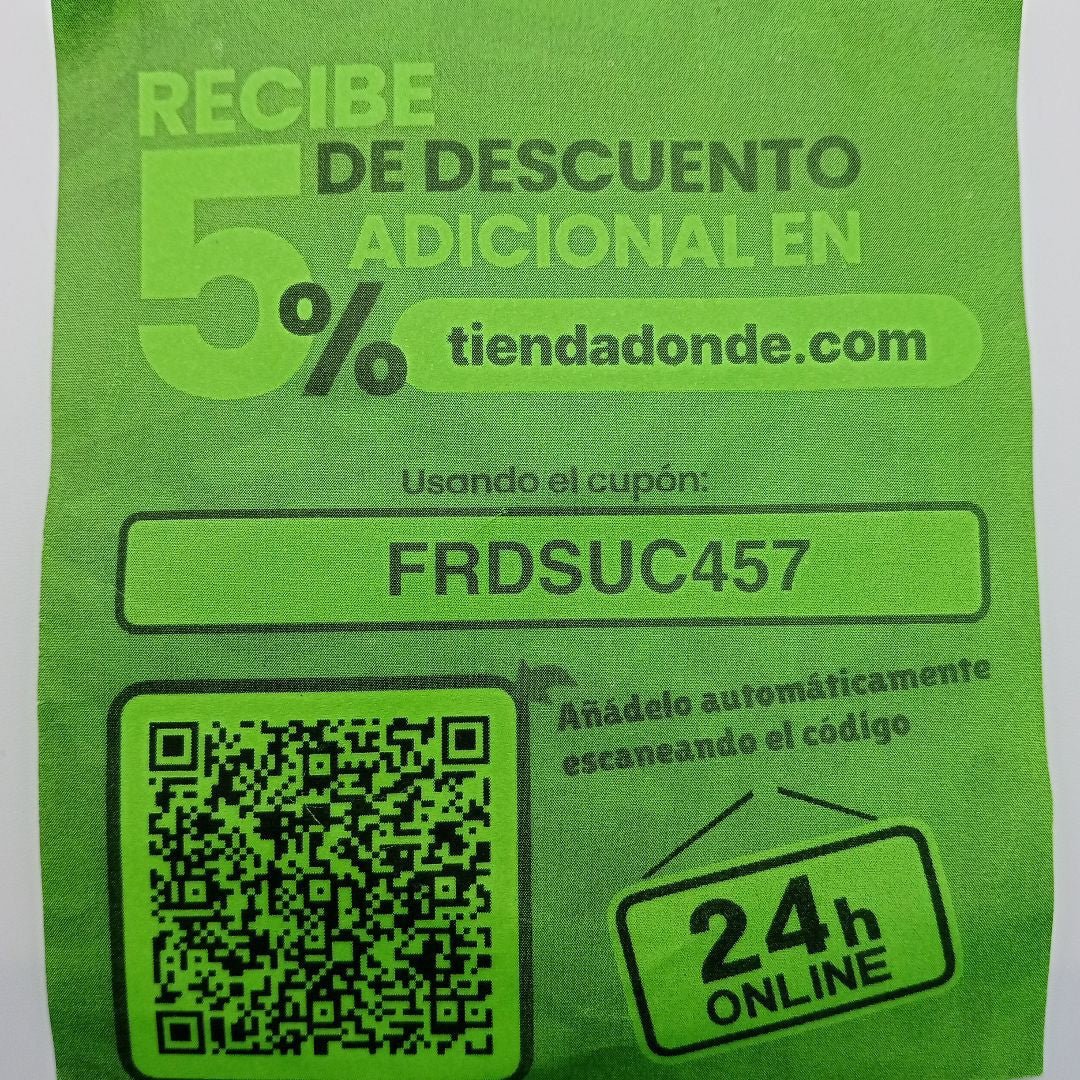 RECIBE
5% DE DESCUENTO
ADICIONAL EN
tiendadonde.com
Usando el cupón:
FRDSUC457
Añádelo automáticamente
escaneando el código
24h
ONLINE